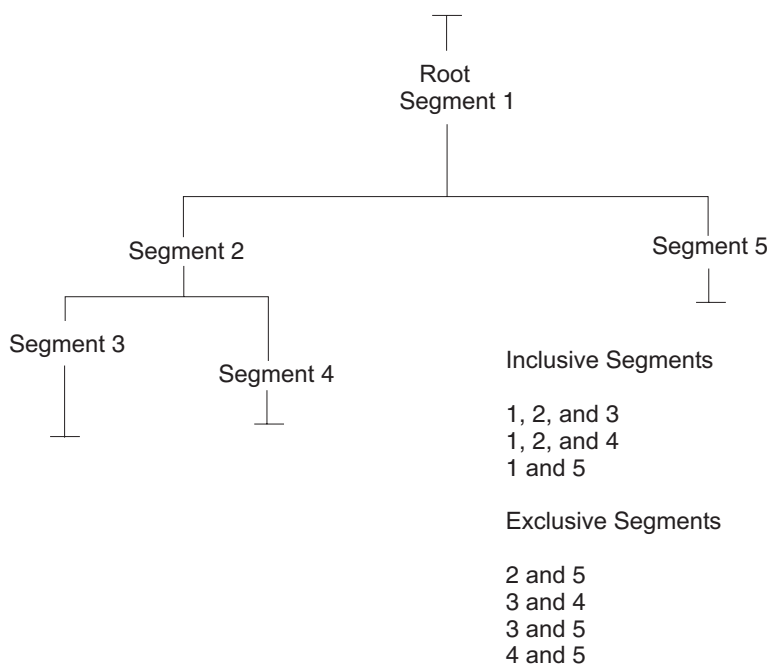 Root
Segment 1
Segment 2
Segment 5
Segment 3
Segment 4
Inclusive Segments
1, 2, and 3
1, 2, and 4
1 and 5
Exclusive Segments
2 and 5
3 and 4
3 and 5
4 and 5